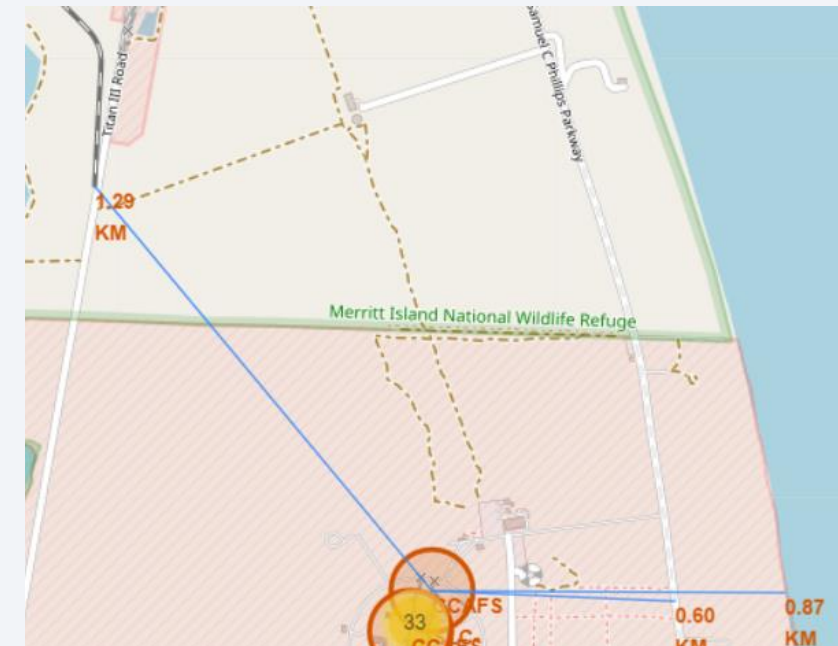 Titan III Road
Samuel C Phillips Parkway
1.29
KM
Merritt Island National Wildlife Refuge
CCAFS
33
0.60
KM
0.87
KM